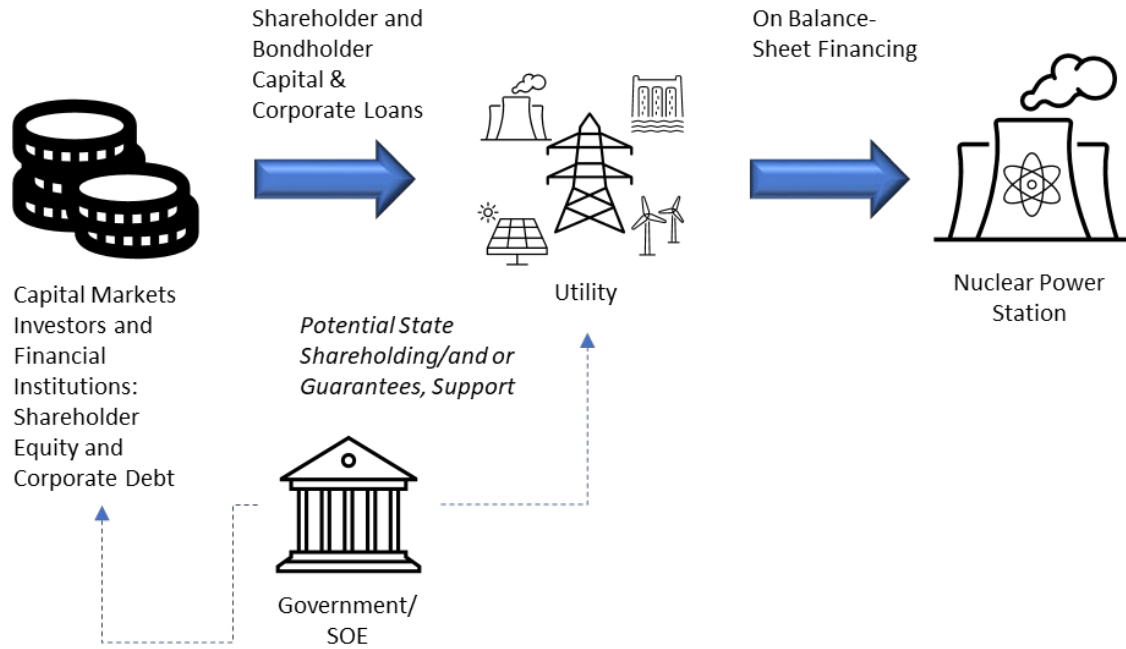 Shareholder and
Bondholder
Capital &
Corporate Loans
On Balance-
Sheet Financing
Capital Markets
Investors and
Financial
Institutions:
Shareholder
Equity and
Corporate Debt
Utility
Nuclear Power
Station
Potential State
Shareholding/and or
Guarantees, Support
Government/
SOE